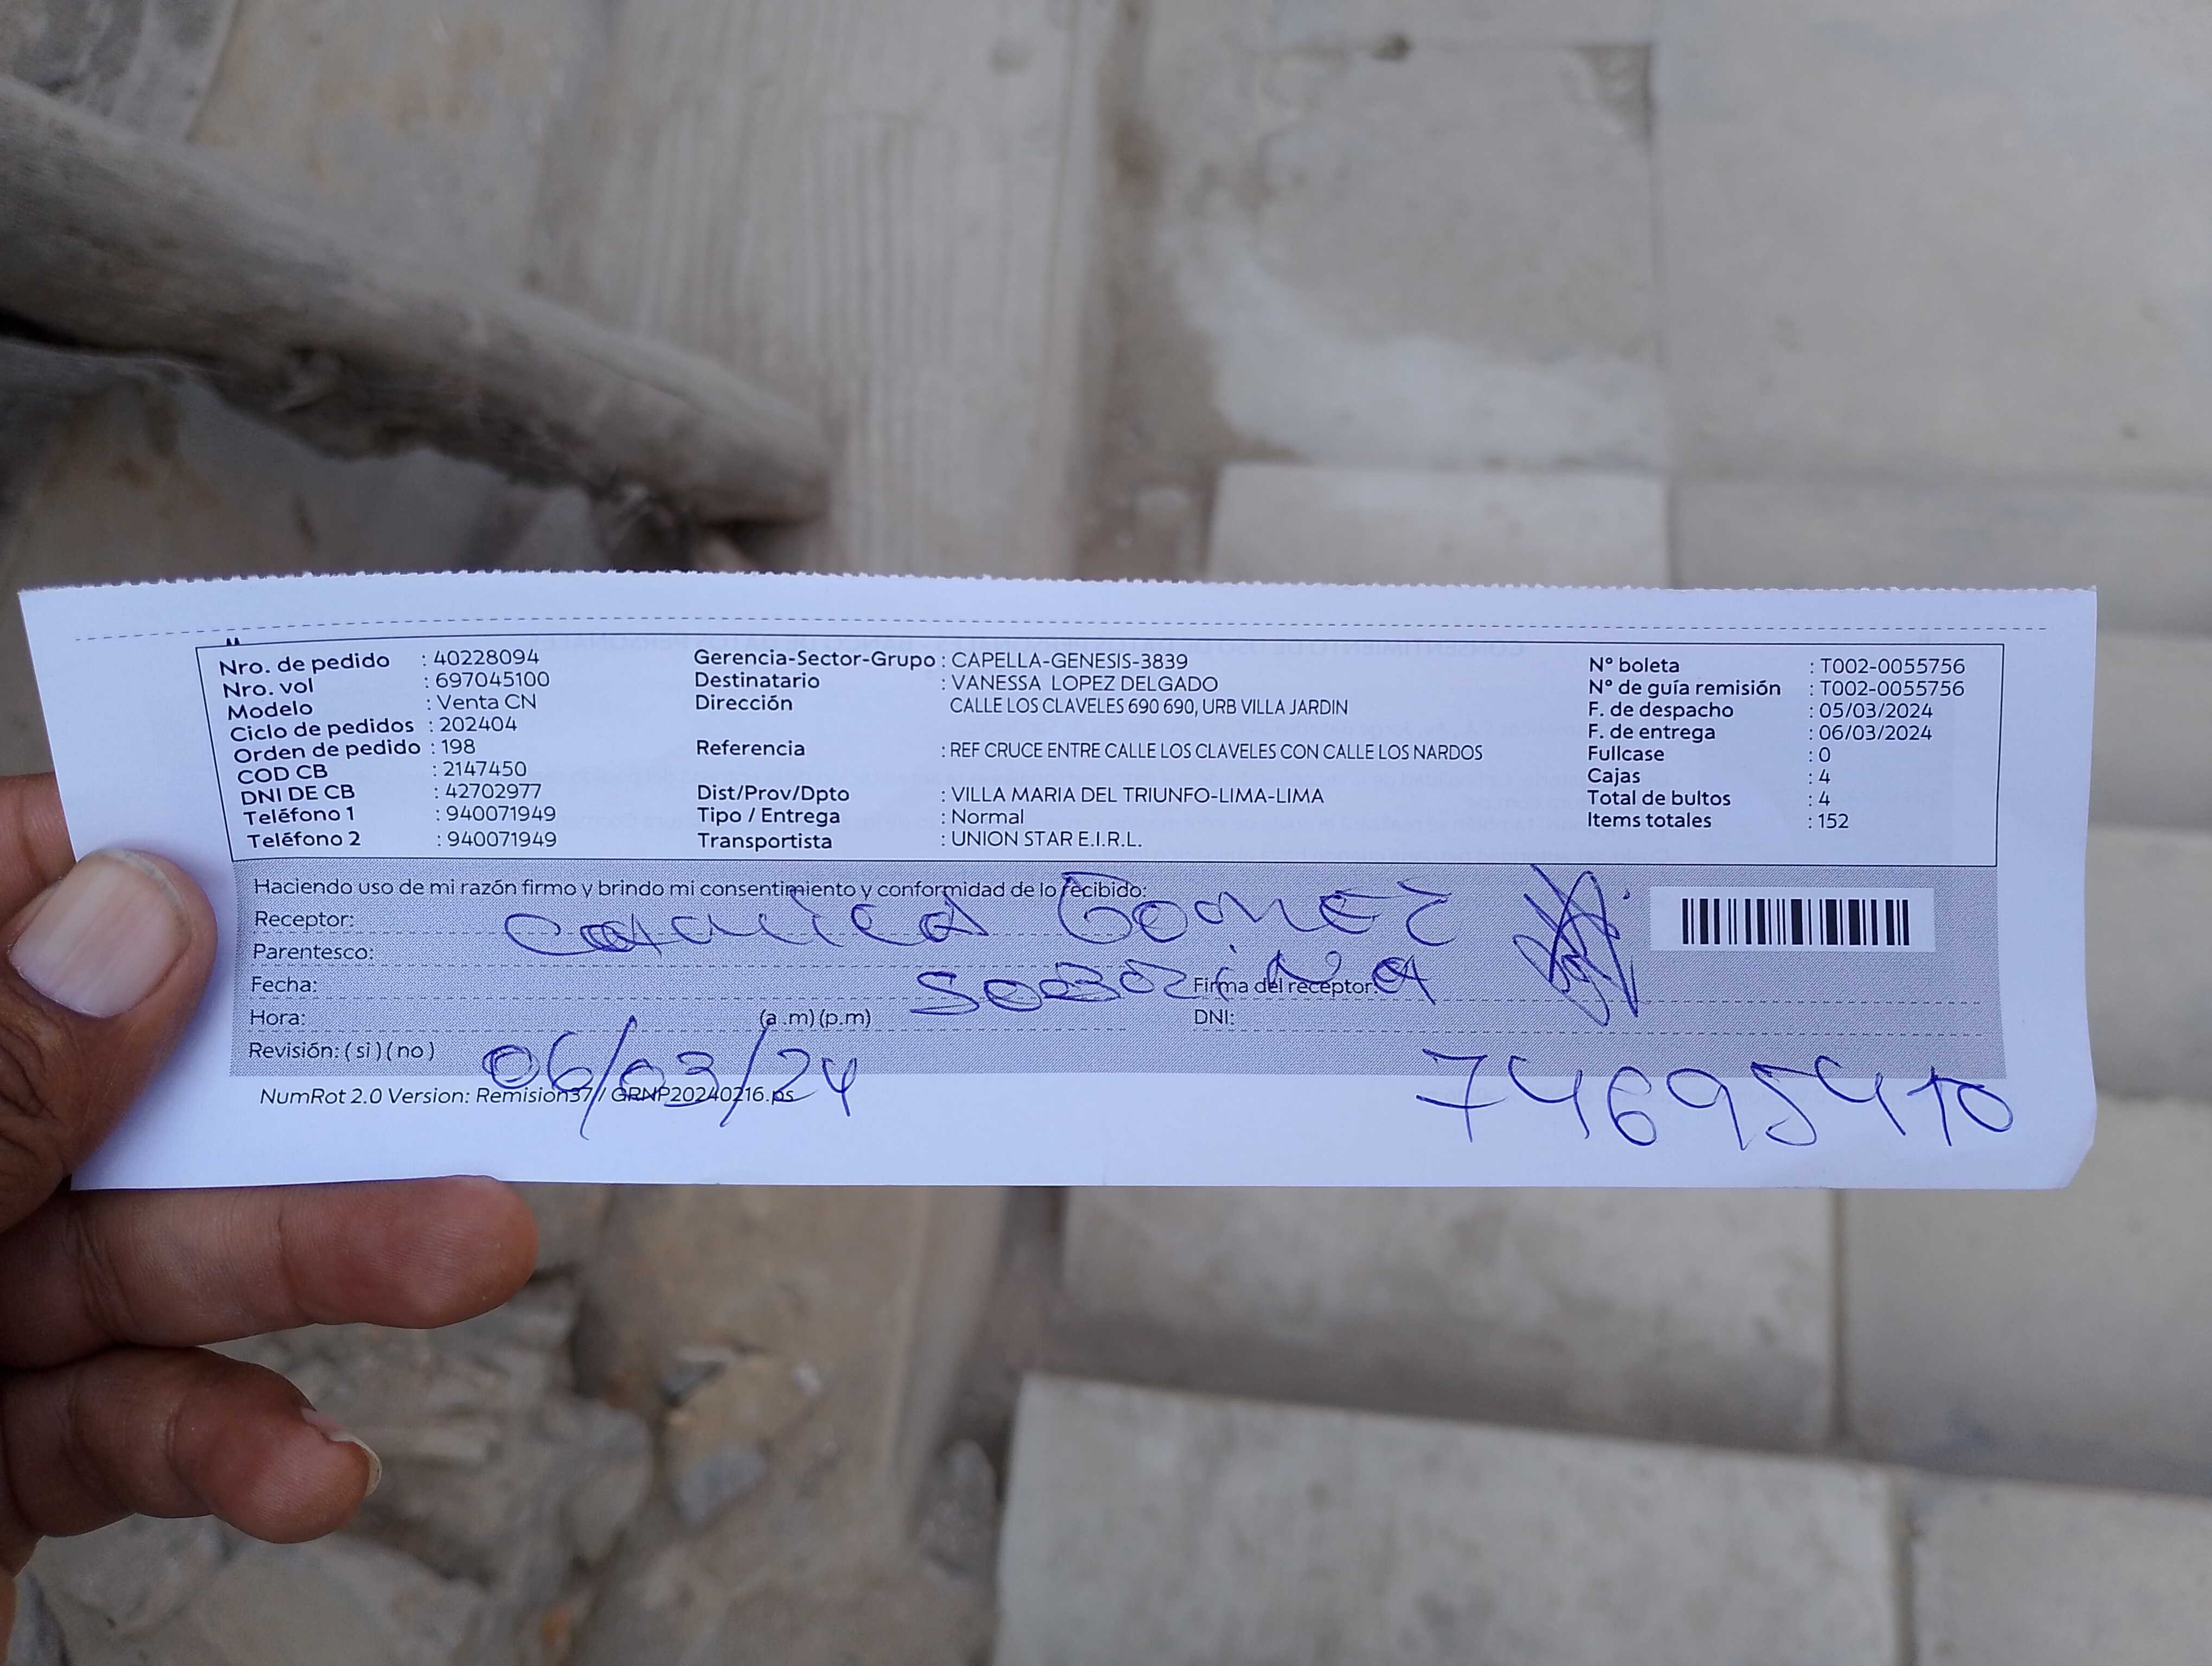 Nro. de pedido : 40228094
Nro. vol : 697045100
Modelo : Venta CN
Ciclo de pedidos : 202404
Orden de pedido : 198
COD CB : 2147450
DNI DE CB : 42702977
Teléfono 1 : 940071949
Teléfono 2 : 940071949
Gerencia-Sector-Grupo : CAPELLA-GENESIS-3839
Destinatario : VANESSA LOPEZ DELGADO
Dirección CALLE LOS CLAVELES 690 690, URB VILLA JARDIN
Referencia : REF CRUCE ENTRE CALLE LOS CLAVELES CON CALLE LOS NARDOS
Dist/Prov/Dpto : VILLA MARIA DEL TRIUNFO-LIMA-LIMA
Tipo / Entrega : Normal
Transportista : UNION STAR E.I.R.L.
N° boleta : T002-0055756
N° de guía remisión : T002-0055756
F. de despacho : 05/03/2024
F. de entrega : 06/03/2024
Fullcase : 0
Cajas : 4
Total de bultos : 4
Items totales : 152
Haciendo uso de mi razón firmo y brindo mi consentimiento y conformidad de lo recibido:
Receptor: GOMEZ
Parentesco: SOBRINA
Fecha: Firma del receptor:
Hora: (a .m) (p.m) DNI:
Revisión: ( si ) ( no ) 06/03/24 74695410
NumRot 2.0 Version: Remision37 / GRNP20240216.ps